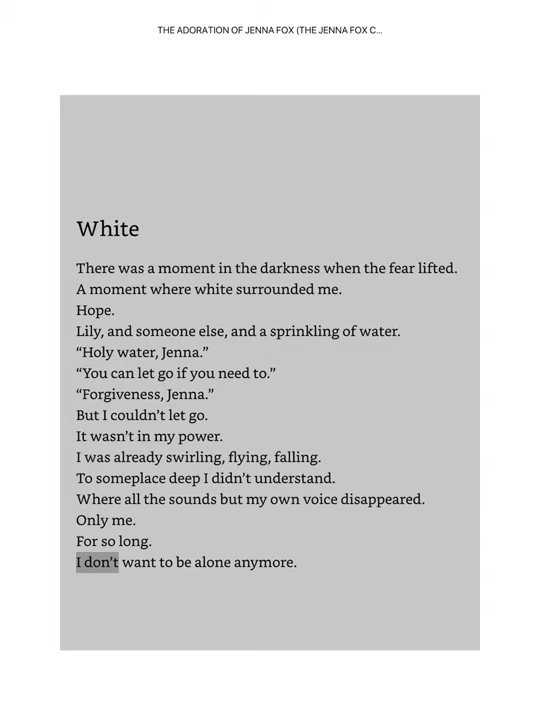 THE ADORATION OF JENNA FOX (THE JENNA FOX C...
White
There was a moment in the darkness when the fear lifted.
A moment where white surrounded me.
Hope.
Lily, and someone else, and a sprinkling of water.
“Holy water, Jenna.”
“You can let go if you need to.”
“Forgiveness, Jenna.”
But I couldn’t let go.
It wasn’t in my power.
I was already swirling, flying, falling.
To someplace deep I didn’t understand.
Where all the sounds but my own voice disappeared.
Only me.
For so long.
I don’t want to be alone anymore.